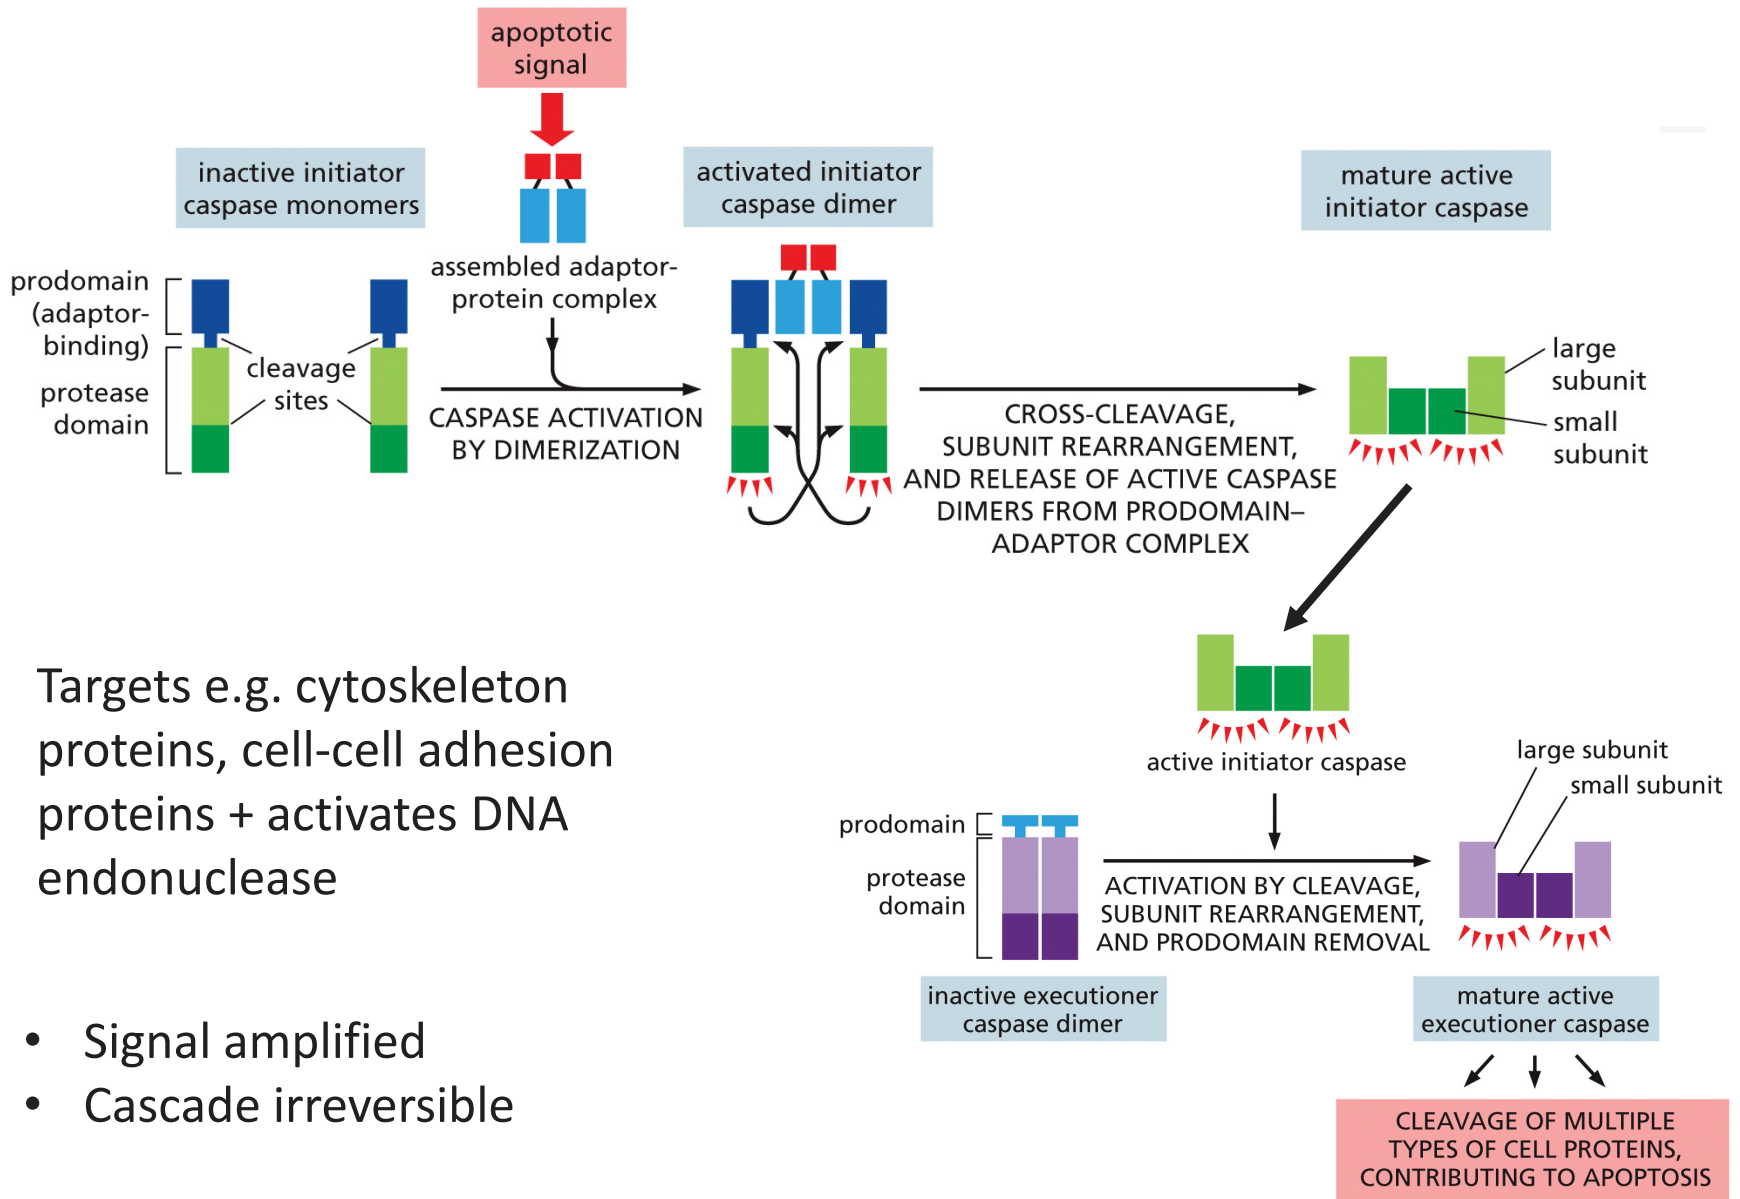 apoptotic
signal
inactive initiator
caspase monomers
activated initiator
caspase dimer
mature active
initiator caspase
prodomain
(adaptor-
binding)
protease
domain
cleavage
sites
assembled adaptor-
protein complex
CASPASE ACTIVATION
BY DIMERIZATION
CROSS-CLEAVAGE,
SUBUNIT REARRANGEMENT,
AND RELEASE OF ACTIVE CASPASE
DIMERS FROM PRODOMAIN–
ADAPTOR COMPLEX
large
subunit
small
subunit
Targets e.g. cytoskeleton
proteins, cell-cell adhesion
proteins + activates DNA
endonuclease
• Signal amplified
• Cascade irreversible
active initiator caspase
prodomain
protease
domain
ACTIVATION BY CLEAVAGE,
SUBUNIT REARRANGEMENT,
AND PRODOMAIN REMOVAL
large subunit
small subunit
inactive executioner
caspase dimer
mature active
executioner caspase
CLEAVAGE OF MULTIPLE
TYPES OF CELL PROTEINS,
CONTRIBUTING TO APOPTOSIS